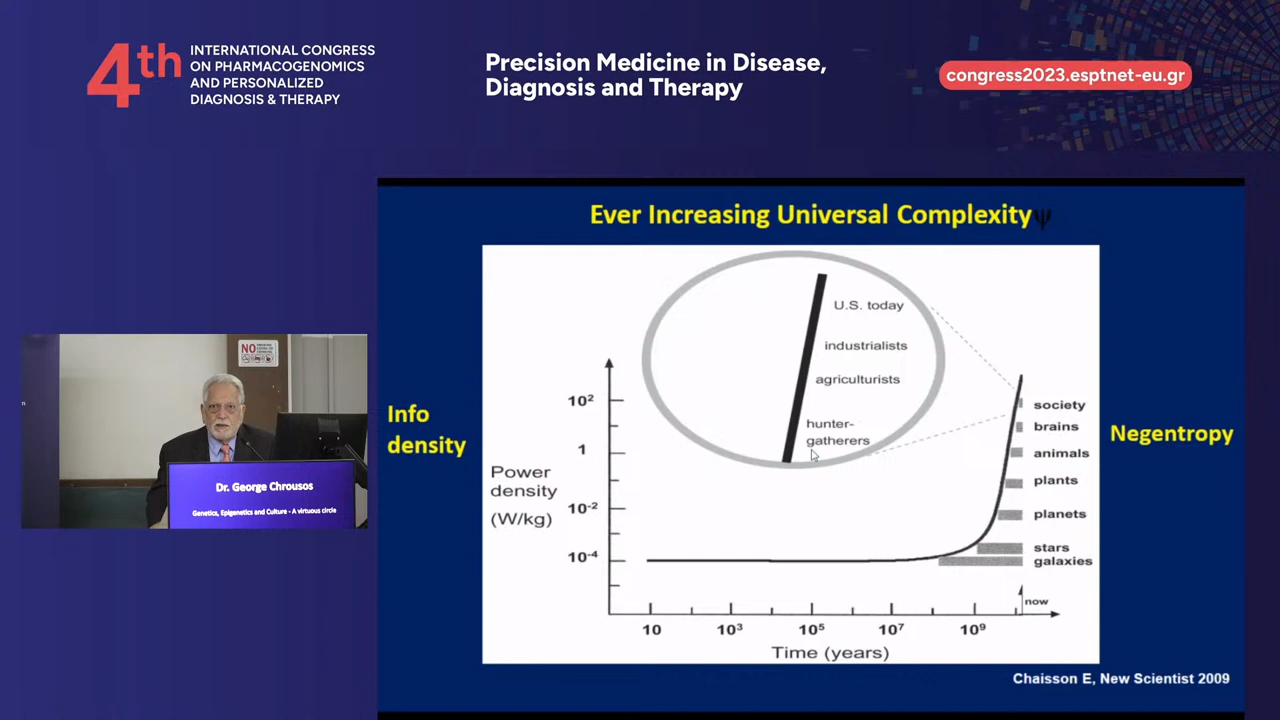 4th
INTERNATIONAL CONGRESS
ON PHARMACOGENOMICS
AND PERSONALIZED
DIAGNOSIS & THERAPY
Precision Medicine in Disease,
Diagnosis and Therapy
congress2023.esptnet-eu.gr
NO
Dr. George Chrousos
Genetics, Epigenetics and Culture - A virtuous circle
Ever Increasing Universal Complexity ψ
Info
density
Negentropy
U.S. today
industrialists
agriculturists
hunter-
gatherers
Power
density
(W/kg)
10²
1
10⁻²
10⁻⁴
society
brains
animals
plants
planets
stars
galaxies
now
10 10³ 10⁵ 10⁷ 10⁹
Time (years)
Chaisson E, New Scientist 2009